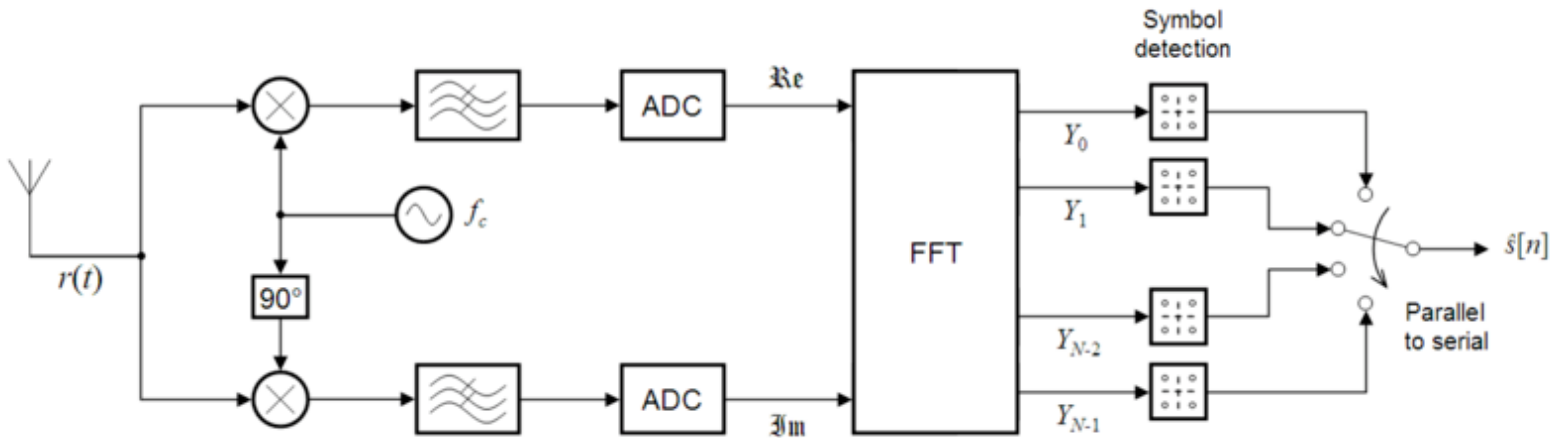 Symbol
detection
ℜe
ADC
Y0
Y1
fc
FFT
ŝ[n]
r(t)
90°
Parallel
to serial
YN-2
ADC
YN-1
ℑm